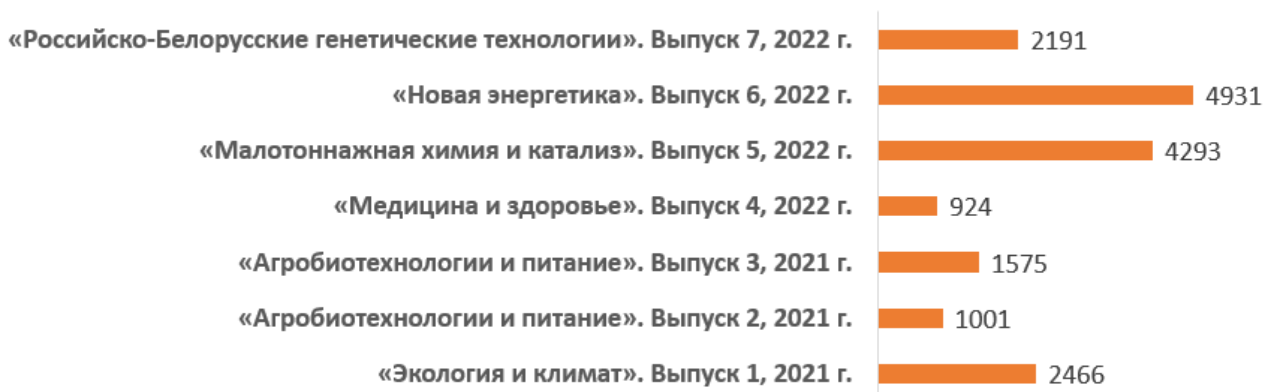 «Российско-Белорусские генетические технологии». Выпуск 7, 2022 г. 2191
«Новая энергетика». Выпуск 6, 2022 г. 4931
«Малотоннажная химия и катализ». Выпуск 5, 2022 г. 4293
«Медицина и здоровье». Выпуск 4, 2022 г. 924
«Агробиотехнологии и питание». Выпуск 3, 2021 г. 1575
«Агробиотехнологии и питание». Выпуск 2, 2021 г. 1001
«Экология и климат». Выпуск 1, 2021 г. 2466